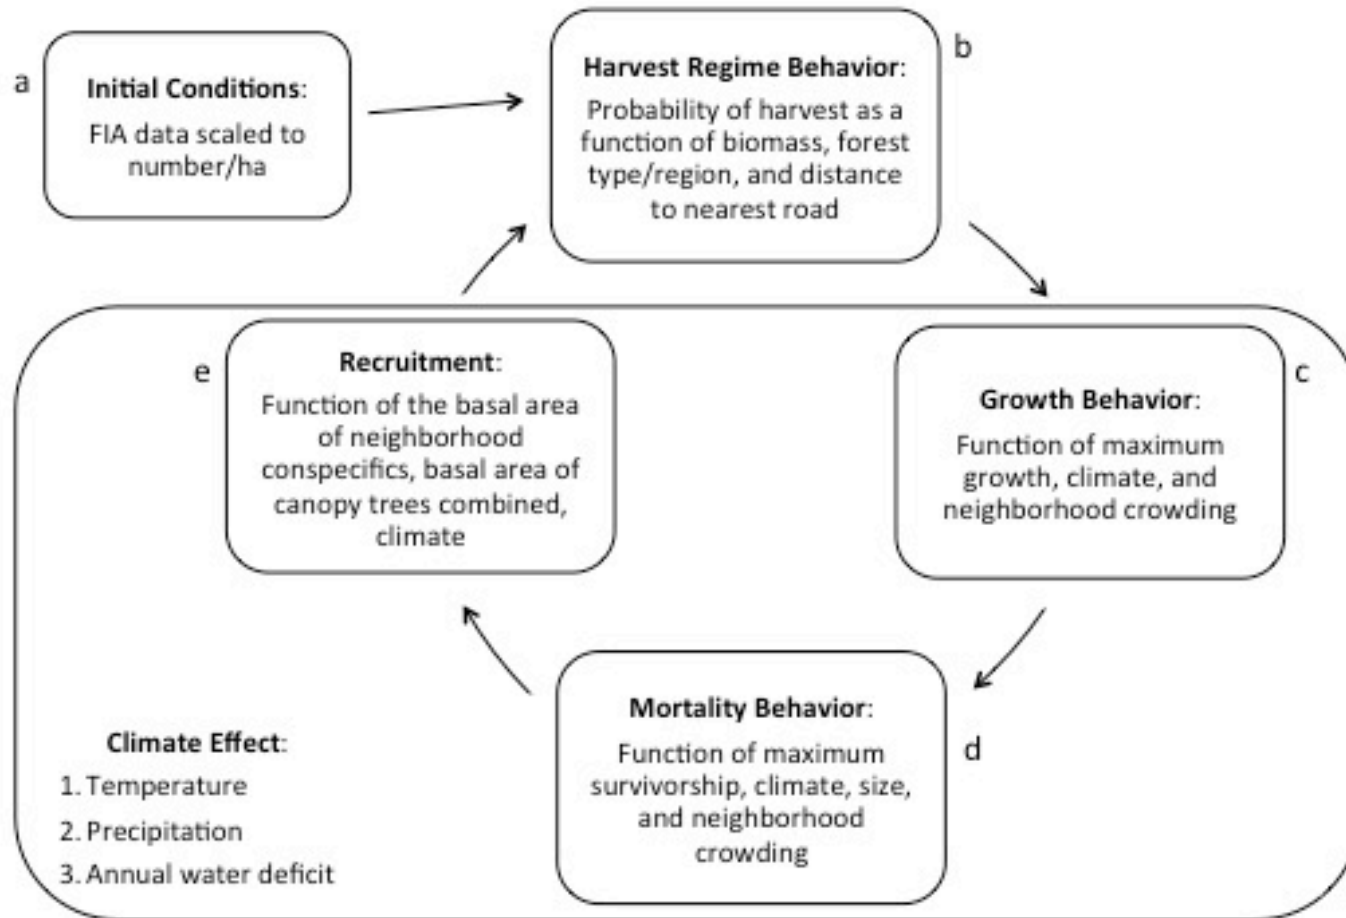 a
Initial Conditions:
FIA data scaled to
number/ha
b
Harvest Regime Behavior:
Probability of harvest as a
function of biomass, forest
type/region, and distance
to nearest road
c
Growth Behavior:
Function of maximum
growth, climate, and
neighborhood crowding
d
Mortality Behavior:
Function of maximum
survivorship, climate, size,
and neighborhood
crowding
e
Recruitment:
Function of the basal area
of neighborhood
conspecifics, basal area of
canopy trees combined,
climate
Climate Effect:
1. Temperature
2. Precipitation
3. Annual water deficit